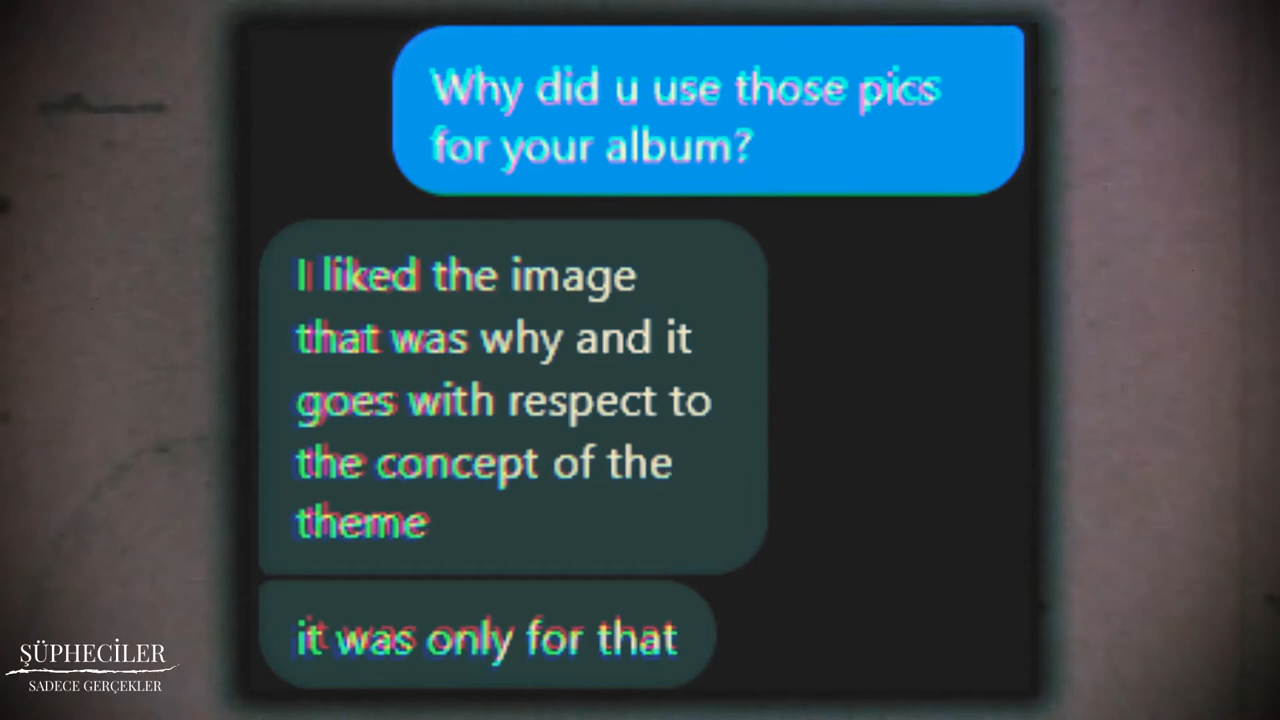 Why did u use those pics
for your album?
I liked the image
that was why and it
goes with respect to
the concept of the
theme
it was only for that
ŞÜPHECİLER
SADECE GERÇEKLER